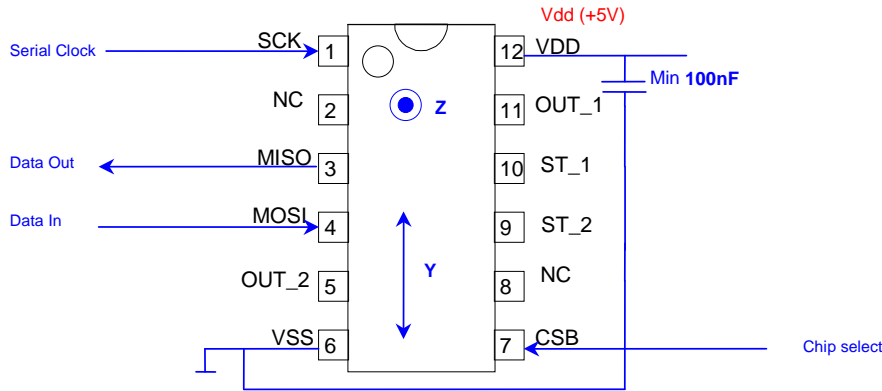 Vdd (+5V)
Serial Clock SCK 1 12 VDD
Min 100nF
NC 2 Z 11 OUT_1
Data Out MISO 3 10 ST_1
Data In MOSI 4 9 ST_2
Y
OUT_2 5 8 NC
VSS 6 7 CSB Chip select